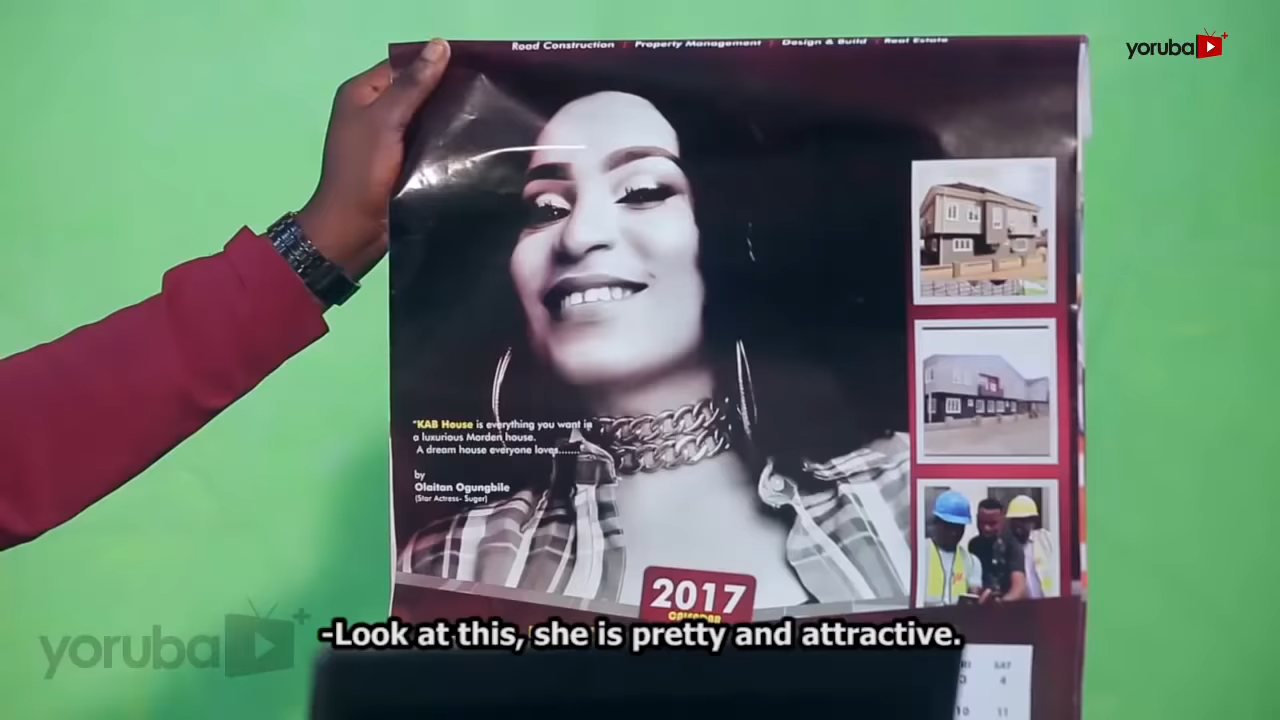 Road Construction | Property Management | Design & Build | Real Estate
yoruba+
"KAB House is everything you want in
a luxurious Morden house.
A dream house everyone loves.......
by
Olaitan Ogungbile
(Star Actress- Suger)
2017
CALENDAR
-Look at this, she is pretty and attractive.
yoruba+
SAT
4
10 11